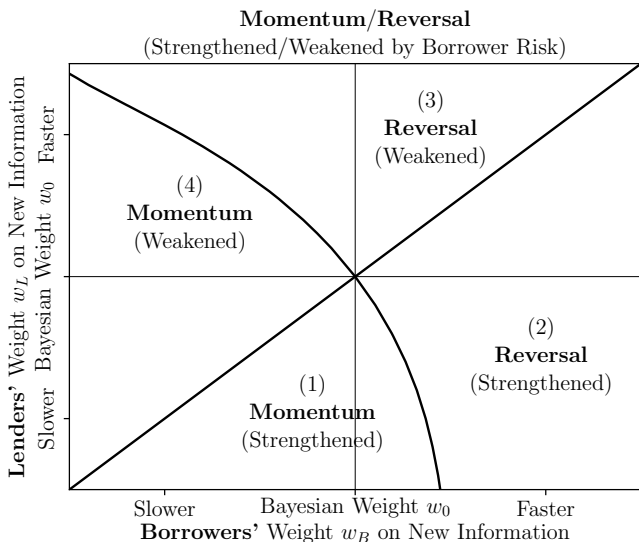 Momentum/Reversal
(Strengthened/Weakened by Borrower Risk)
Lenders' Weight w_L on New Information
Slower Bayesian Weight w_0 Faster
(3)
Reversal
(Weakened)
(4)
Momentum
(Weakened)
(2)
Reversal
(Strengthened)
(1)
Momentum
(Strengthened)
Slower Bayesian Weight w_0 Faster
Borrowers' Weight w_B on New Information